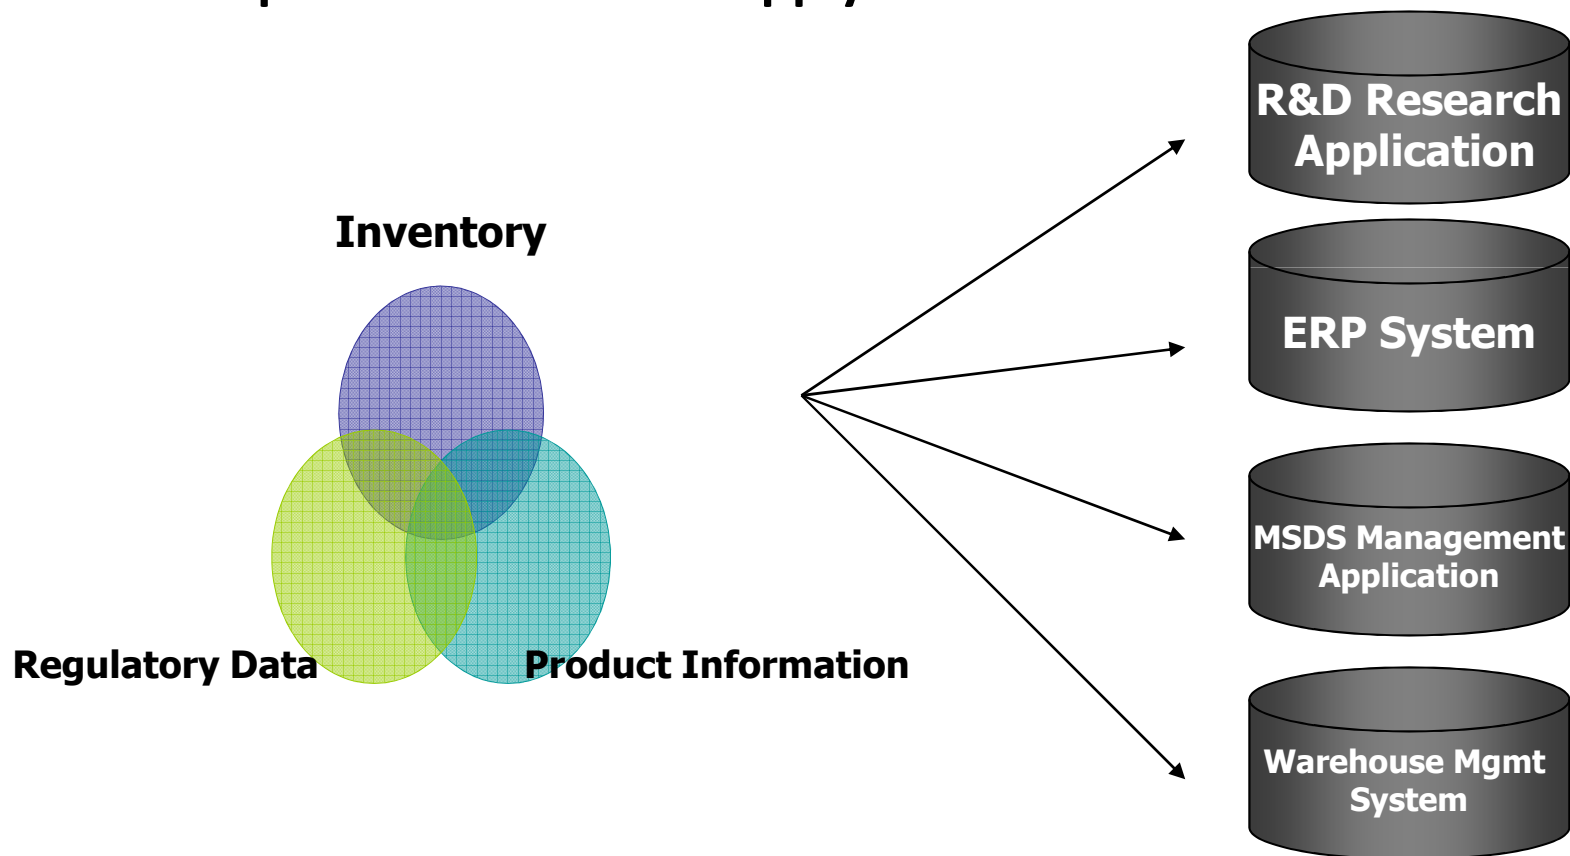 R&D Research
Application
Inventory
ERP System
MSDS Management
Application
Regulatory Data
Product Information
Warehouse Mgmt
System